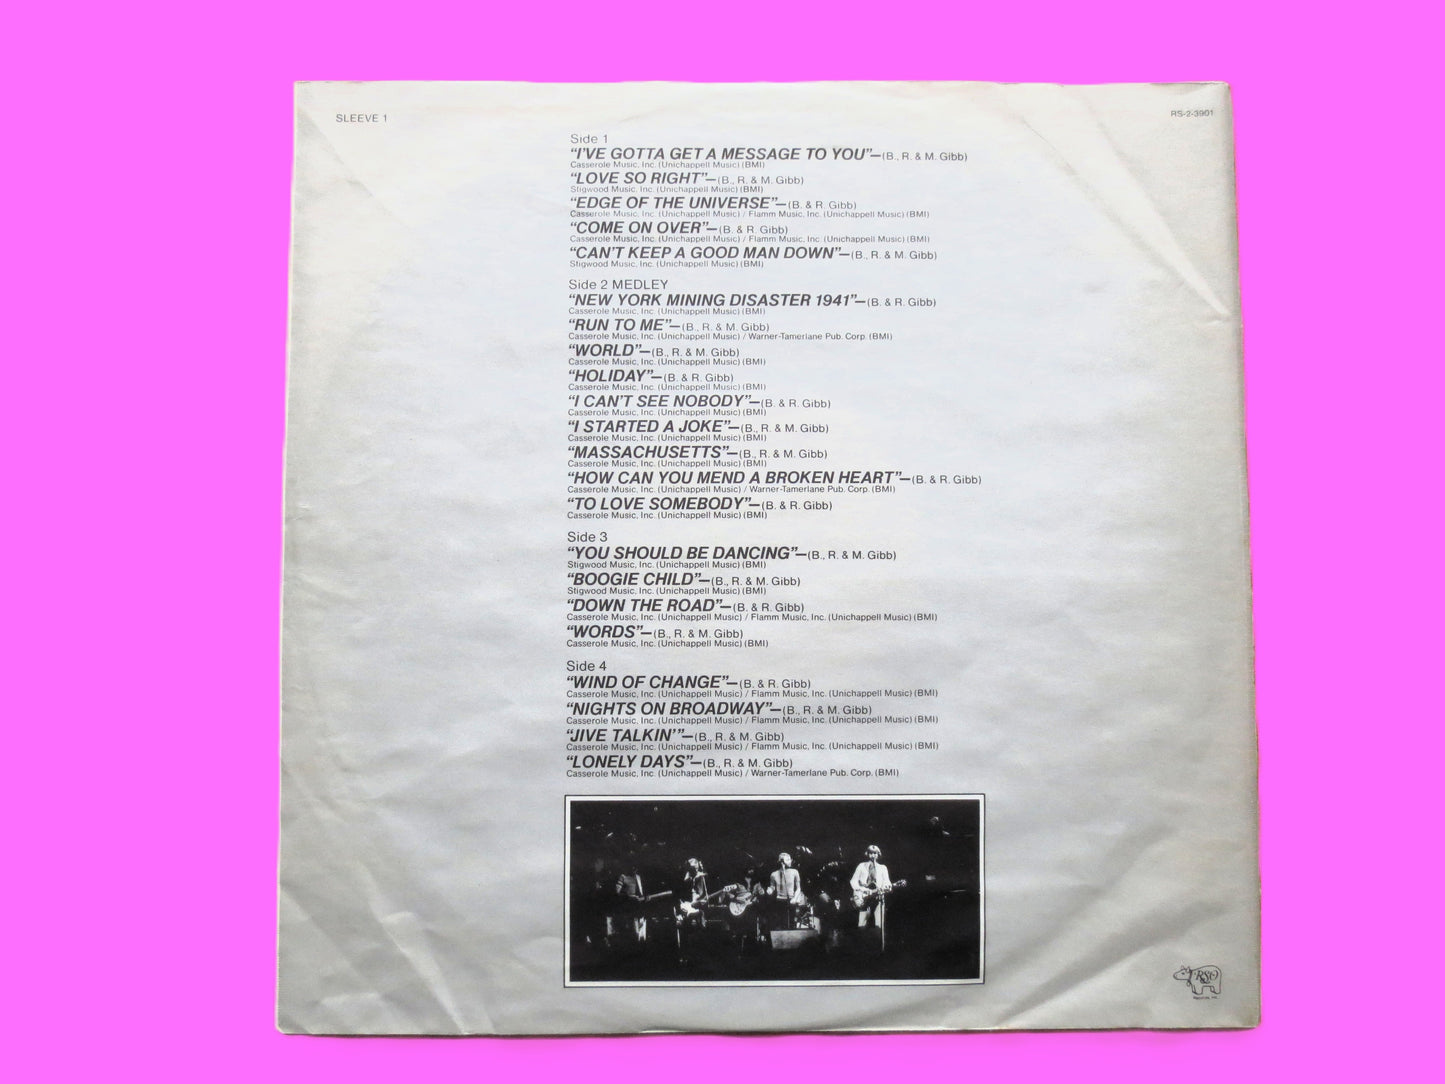 SLEEVE 1
RS-2-3901
Side 1
“I’VE GOTTA GET A MESSAGE TO YOU”—(B., R. & M. Gibb)
Casserole Music, Inc. (Unichappell Music) (BMI)
“LOVE SO RIGHT”—(B., R. & M. Gibb)
Stigwood Music, Inc. (Unichappell Music) (BMI)
“EDGE OF THE UNIVERSE”—(B. & R. Gibb)
Casserole Music, Inc. (Unichappell Music) / Flamm Music, Inc. (Unichappell Music) (BMI)
“COME ON OVER”—(B. & R. Gibb)
Casserole Music, Inc. (Unichappell Music) / Flamm Music, Inc. (Unichappell Music) (BMI)
“CAN’T KEEP A GOOD MAN DOWN”—(B., R. & M. Gibb)
Stigwood Music, Inc. (Unichappell Music) (BMI)
Side 2 MEDLEY
“NEW YORK MINING DISASTER 1941”—(B. & R. Gibb)
Casserole Music, Inc. (Unichappell Music) (BMI)
“RUN TO ME”—(B., R. & M. Gibb)
Casserole Music, Inc. (Unichappell Music) / Warner-Tamerlane Pub. Corp. (BMI)
“WORLD”—(B., R. & M. Gibb)
Casserole Music, Inc. (Unichappell Music) (BMI)
“HOLIDAY”—(B. & R. Gibb)
Casserole Music, Inc. (Unichappell Music) (BMI)
“I CAN’T SEE NOBODY”—(B. & R. Gibb)
Casserole Music, Inc. (Unichappell Music) (BMI)
“I STARTED A JOKE”—(B., R. & M. Gibb)
Casserole Music, Inc. (Unichappell Music) (BMI)
“MASSACHUSETTS”—(B., R. & M. Gibb)
Casserole Music, Inc. (Unichappell Music) (BMI)
“HOW CAN YOU MEND A BROKEN HEART”—(B. & R. Gibb)
Casserole Music, Inc. (Unichappell Music) / Warner-Tamerlane Pub. Corp. (BMI)
“TO LOVE SOMEBODY”—(B. & R. Gibb)
Casserole Music, Inc. (Unichappell Music) (BMI)
Side 3
“YOU SHOULD BE DANCING”—(B., R. & M. Gibb)
Stigwood Music, Inc. (Unichappell Music) (BMI)
“BOOGIE CHILD”—(B., R. & M. Gibb)
Stigwood Music, Inc. (Unichappell Music) (BMI)
“DOWN THE ROAD”—(B. & R. Gibb)
Casserole Music, Inc. (Unichappell Music) / Flamm Music, Inc. (Unichappell Music) (BMI)
“WORDS”—(B., R. & M. Gibb)
Casserole Music, Inc. (Unichappell Music) (BMI)
Side 4
“WIND OF CHANGE”—(B. & R. Gibb)
Casserole Music, Inc. (Unichappell Music) / Flamm Music, Inc. (Unichappell Music) (BMI)
“NIGHTS ON BROADWAY”—(B., R. & M. Gibb)
Casserole Music, Inc. (Unichappell Music) / Flamm Music, Inc. (Unichappell Music) (BMI)
“JIVE TALKIN’”—(B., R. & M. Gibb)
Casserole Music, Inc. (Unichappell Music) / Flamm Music, Inc. (Unichappell Music) (BMI)
“LONELY DAYS”—(B., R. & M. Gibb)
Casserole Music, Inc. (Unichappell Music) / Warner-Tamerlane Pub. Corp. (BMI)
RSO